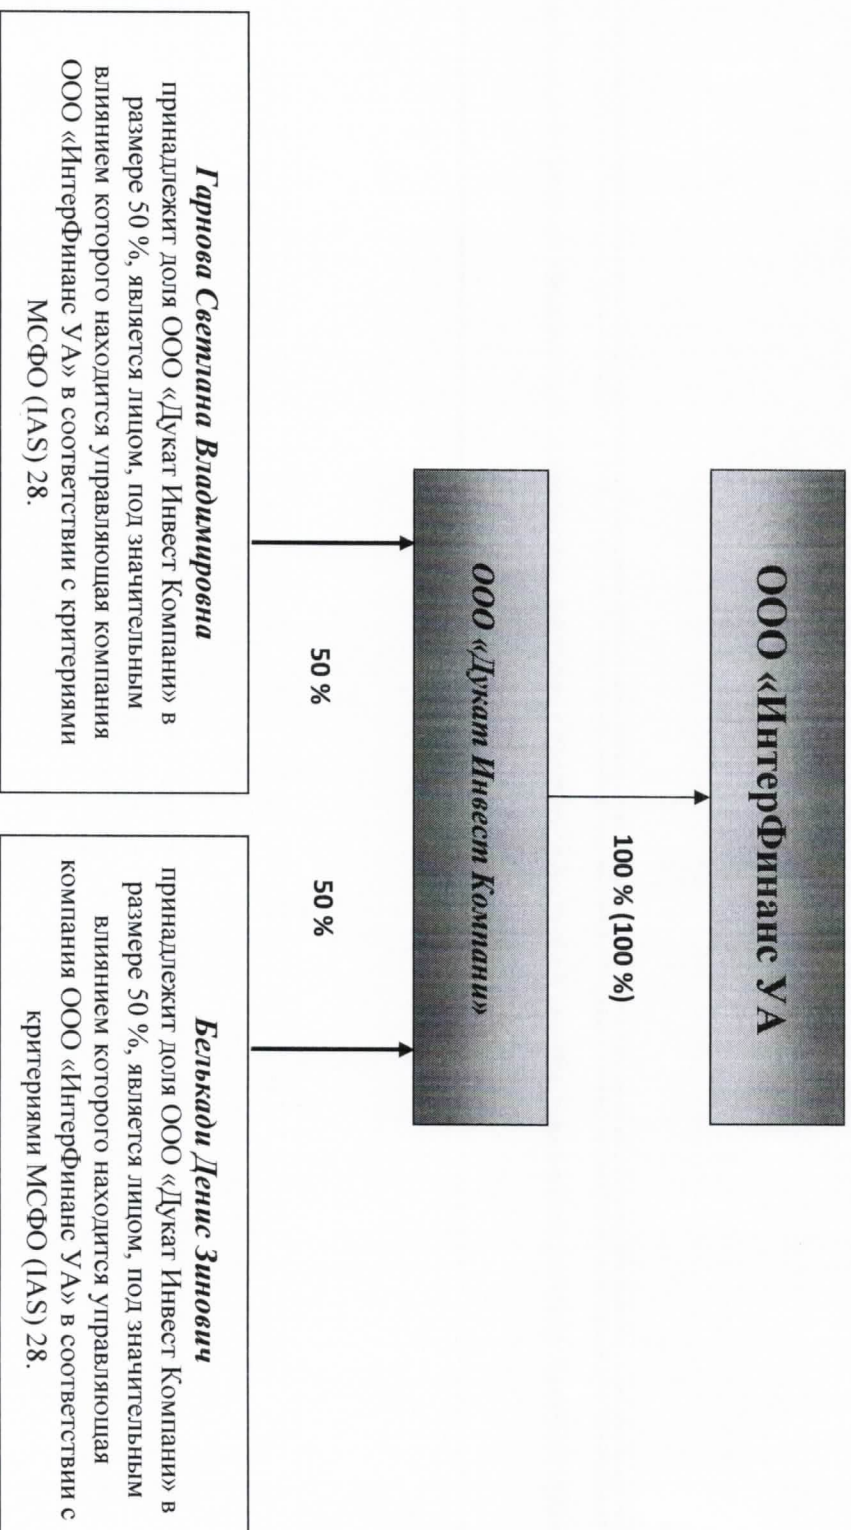 ООО «ИнтерФинанс УА
100 % (100 %)
ООО «Дукат Инвест Компани»
50 %
50 %
Гарнова Светлана Владимировна
принадлежит доля ООО «Дукат Инвест Компани» в
размере 50 %, является лицом, под значительным
влиянием которого находится управляющая компания
ООО «ИнтерФинанс УА» в соответствии с критериями
МСФО (IAS) 28.
Белькади Денис Зинович
принадлежит доля ООО «Дукат Инвест Компани» в
размере 50 %, является лицом, под значительным
влиянием которого находится управляющая
компания ООО «ИнтерФинанс УА» в соответствии с
критериями МСФО (IAS) 28.